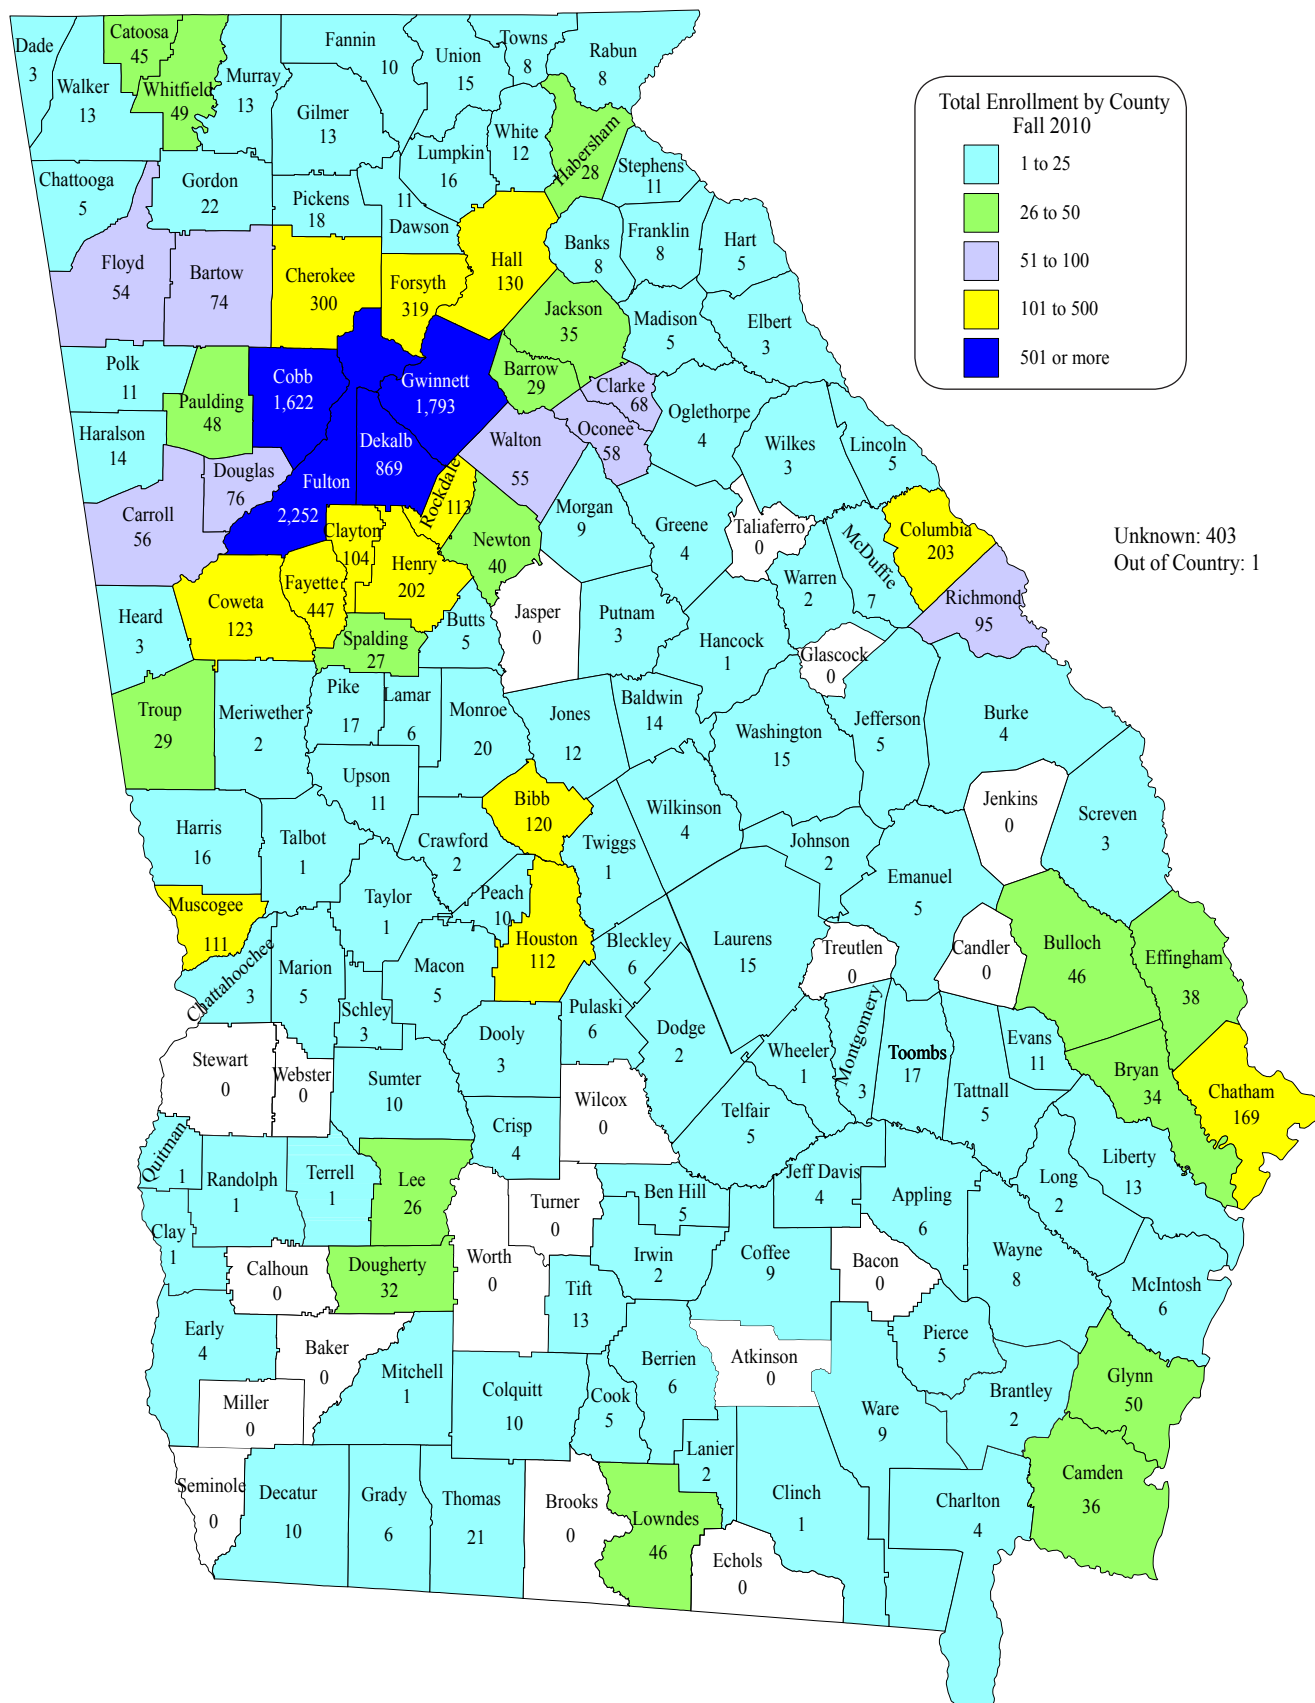 Total Enrollment by County
Fall 2010
1 to 25
26 to 50
51 to 100
101 to 500
501 or more
Unknown: 403
Out of Country: 1
Dade
3
Walker
13
Catoosa
45
Whitfield
49
Murray
13
Fannin
10
Gilmer
13
Union
15
Towns
8
Rabun
8
White
12
Habersham
28
Lumpkin
16
Stephens
11
Chattooga
5
Gordon
22
Pickens
18
11
Dawson
Floyd
54
Bartow
74
Cherokee
300
Forsyth
319
Hall
130
Banks
8
Franklin
8
Hart
5
Jackson
35
Madison
5
Elbert
3
Polk
11
Paulding
48
Cobb
1,622
Gwinnett
1,793
Barrow
29
Clarke
68
Oconee
58
Oglethorpe
4
Wilkes
3
Lincoln
5
Haralson
14
Douglas
76
Fulton
2,252
Dekalb
869
Rockdale
113
Walton
55
Morgan
9
Greene
4
Taliaferro
0
McDuffie
7
Columbia
203
Carroll
56
Clayton
104
Henry
202
Newton
40
Fayette
447
Coweta
123
Warren
2
Richmond
95
Heard
3
Spalding
27
Butts
5
Jasper
0
Putnam
3
Hancock
1
Glascock
0
Troup
29
Meriwether
2
Pike
17
Lamar
6
Monroe
20
Jones
12
Baldwin
14
Washington
15
Jefferson
5
Burke
4
Upson
11
Bibb
120
Wilkinson
4
Jenkins
0
Screven
3
Harris
16
Talbot
1
Crawford
2
Twiggs
1
Johnson
2
Emanuel
5
Muscogee
111
Taylor
1
Peach
10
Houston
112
Bleckley
6
Laurens
15
Treutlen
0
Candler
0
Bulloch
46
Effingham
38
Chattahoochee
3
Marion
5
Schley
3
Macon
5
Pulaski
6
Dooly
3
Dodge
2
Wheeler
1
Montgomery
3
Toombs
17
Tattnall
5
Evans
11
Bryan
34
Chatham
169
Stewart
0
Webster
0
Sumter
10
Crisp
4
Wilcox
0
Telfair
5
Quitman
1
Randolph
1
Terrell
1
Lee
26
Turner
0
Ben Hill
5
Jeff Davis
4
Appling
6
Long
2
Liberty
13
Clay
1
Calhoun
0
Dougherty
32
Worth
0
Irwin
2
Coffee
9
Bacon
0
Wayne
8
McIntosh
6
Tift
13
Early
4
Baker
0
Mitchell
1
Miller
0
Colquitt
10
Cook
5
Berrien
6
Atkinson
0
Pierce
5
Ware
9
Brantley
2
Glynn
50
Lanier
2
Seminole
0
Decatur
10
Grady
6
Thomas
21
Brooks
0
Lowndes
46
Echols
0
Clinch
1
Charlton
4
Camden
36